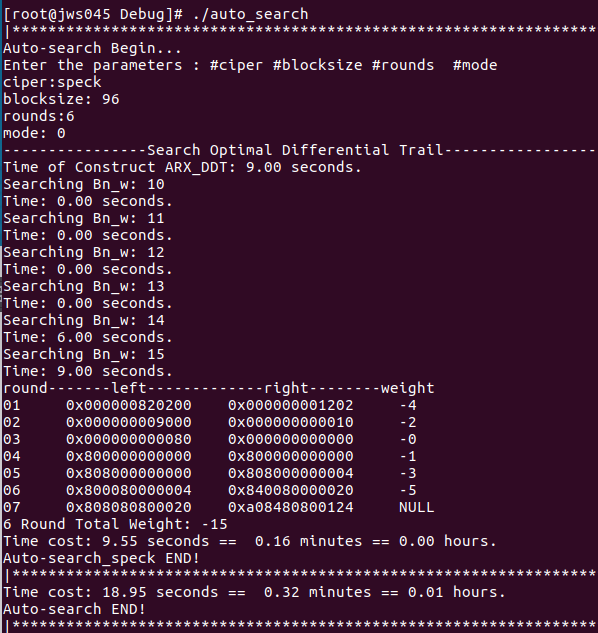 [root@jws045 Debug]# ./auto_search
|*****************************************************************
Auto-search Begin...
Enter the parameters : #ciper #blocksize #rounds  #mode
ciper:speck
blocksize: 96
rounds:6
mode: 0
----------------Search Optimal Differential Trail-----------------
Time of Construct ARX_DDT: 9.00 seconds.
Searching Bn_w: 10
Time: 0.00 seconds.
Searching Bn_w: 11
Time: 0.00 seconds.
Searching Bn_w: 12
Time: 0.00 seconds.
Searching Bn_w: 13
Time: 0.00 seconds.
Searching Bn_w: 14
Time: 6.00 seconds.
Searching Bn_w: 15
Time: 9.00 seconds.
round-------left-------------right--------weight
01     0x000000820200    0x000000001202     -4
02     0x000000009000    0x000000000010     -2
03     0x000000000080    0x000000000000     -0
04     0x800000000000    0x800000000000     -1
05     0x808000000000    0x808000000004     -3
06     0x800080000004    0x840080000020     -5
07     0x808080800020    0xa08480800124     NULL
6 Round Total Weight: -15
Time cost: 9.55 seconds ==  0.16 minutes == 0.00 hours.
Auto-search_speck END!
|*****************************************************************
Time cost: 18.95 seconds ==  0.32 minutes == 0.01 hours.
Auto-search END!
|*****************************************************************